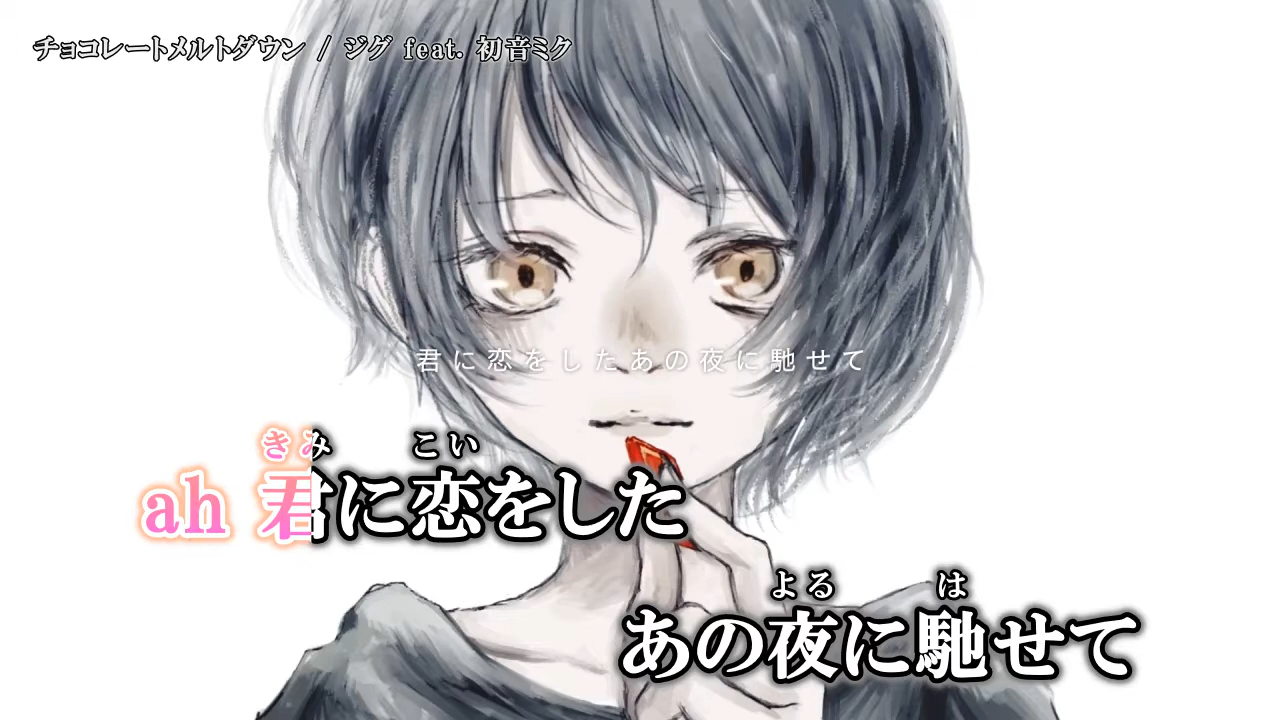 チョコレートメルトダウン / ジグ feat. 初音ミク
君に恋をしたあの夜に馳せて
きみ こい
ah 君に恋をした
よる は
あの夜に馳せて